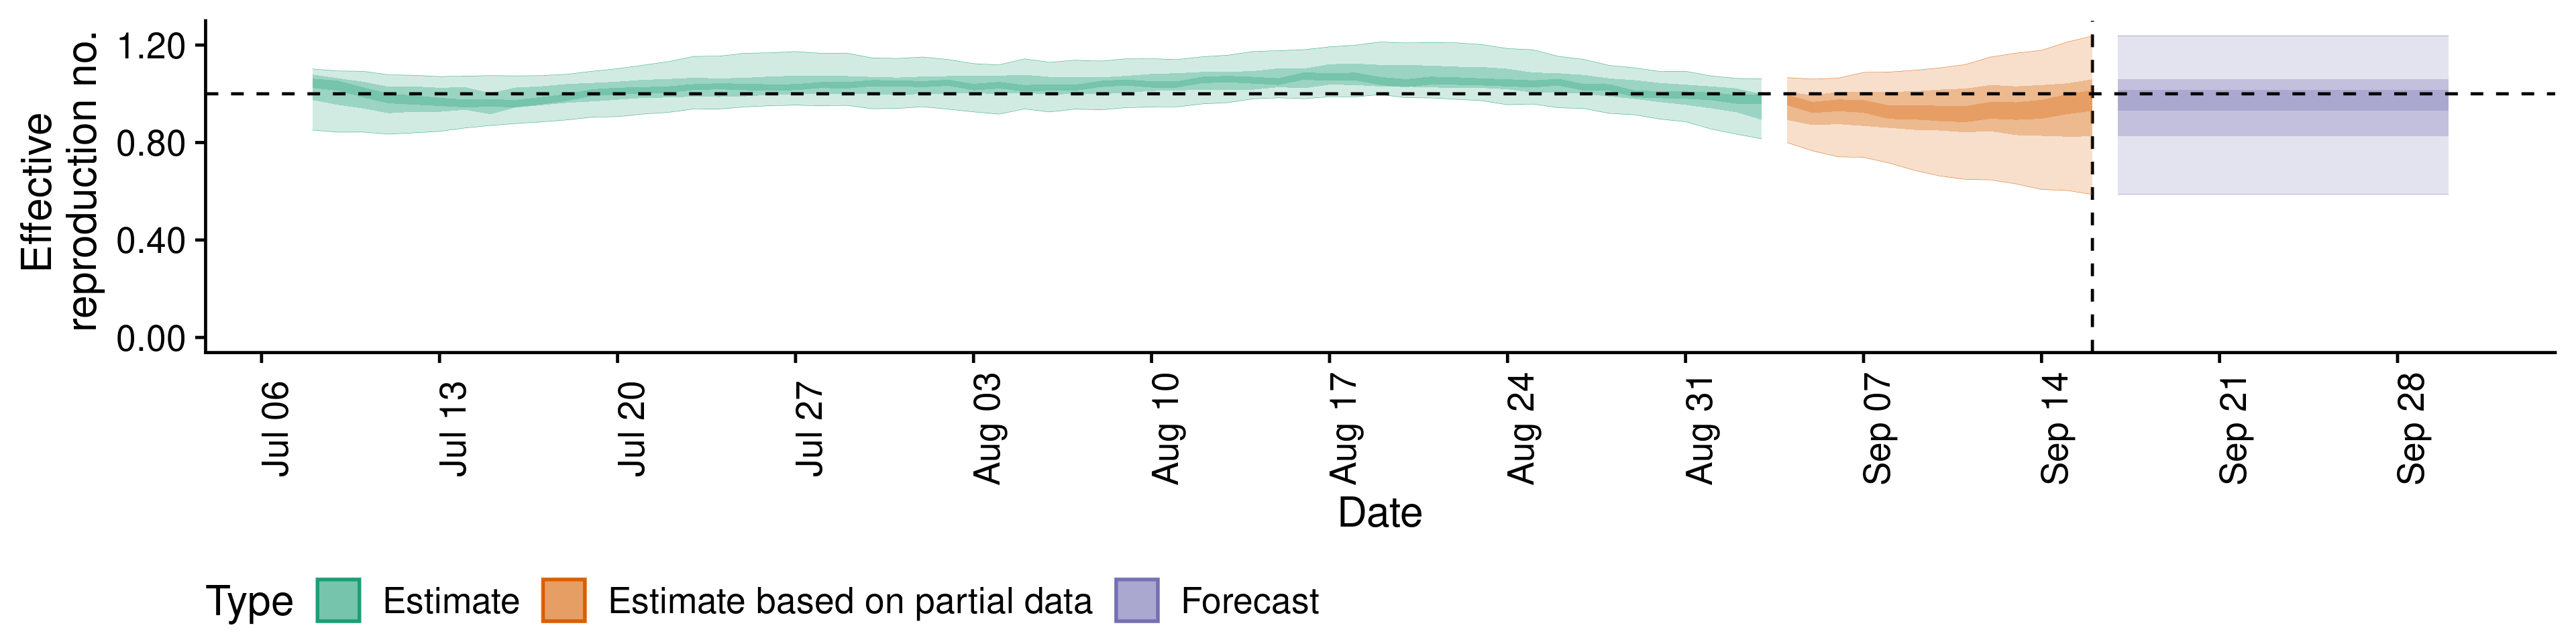 Effective
reproduction no.
1.20
0.80
0.40
0.00
Jul 06
Jul 13
Jul 20
Jul 27
Aug 03
Aug 10
Aug 17
Aug 24
Aug 31
Sep 07
Sep 14
Sep 21
Sep 28
Date
Type Estimate Estimate based on partial data Forecast